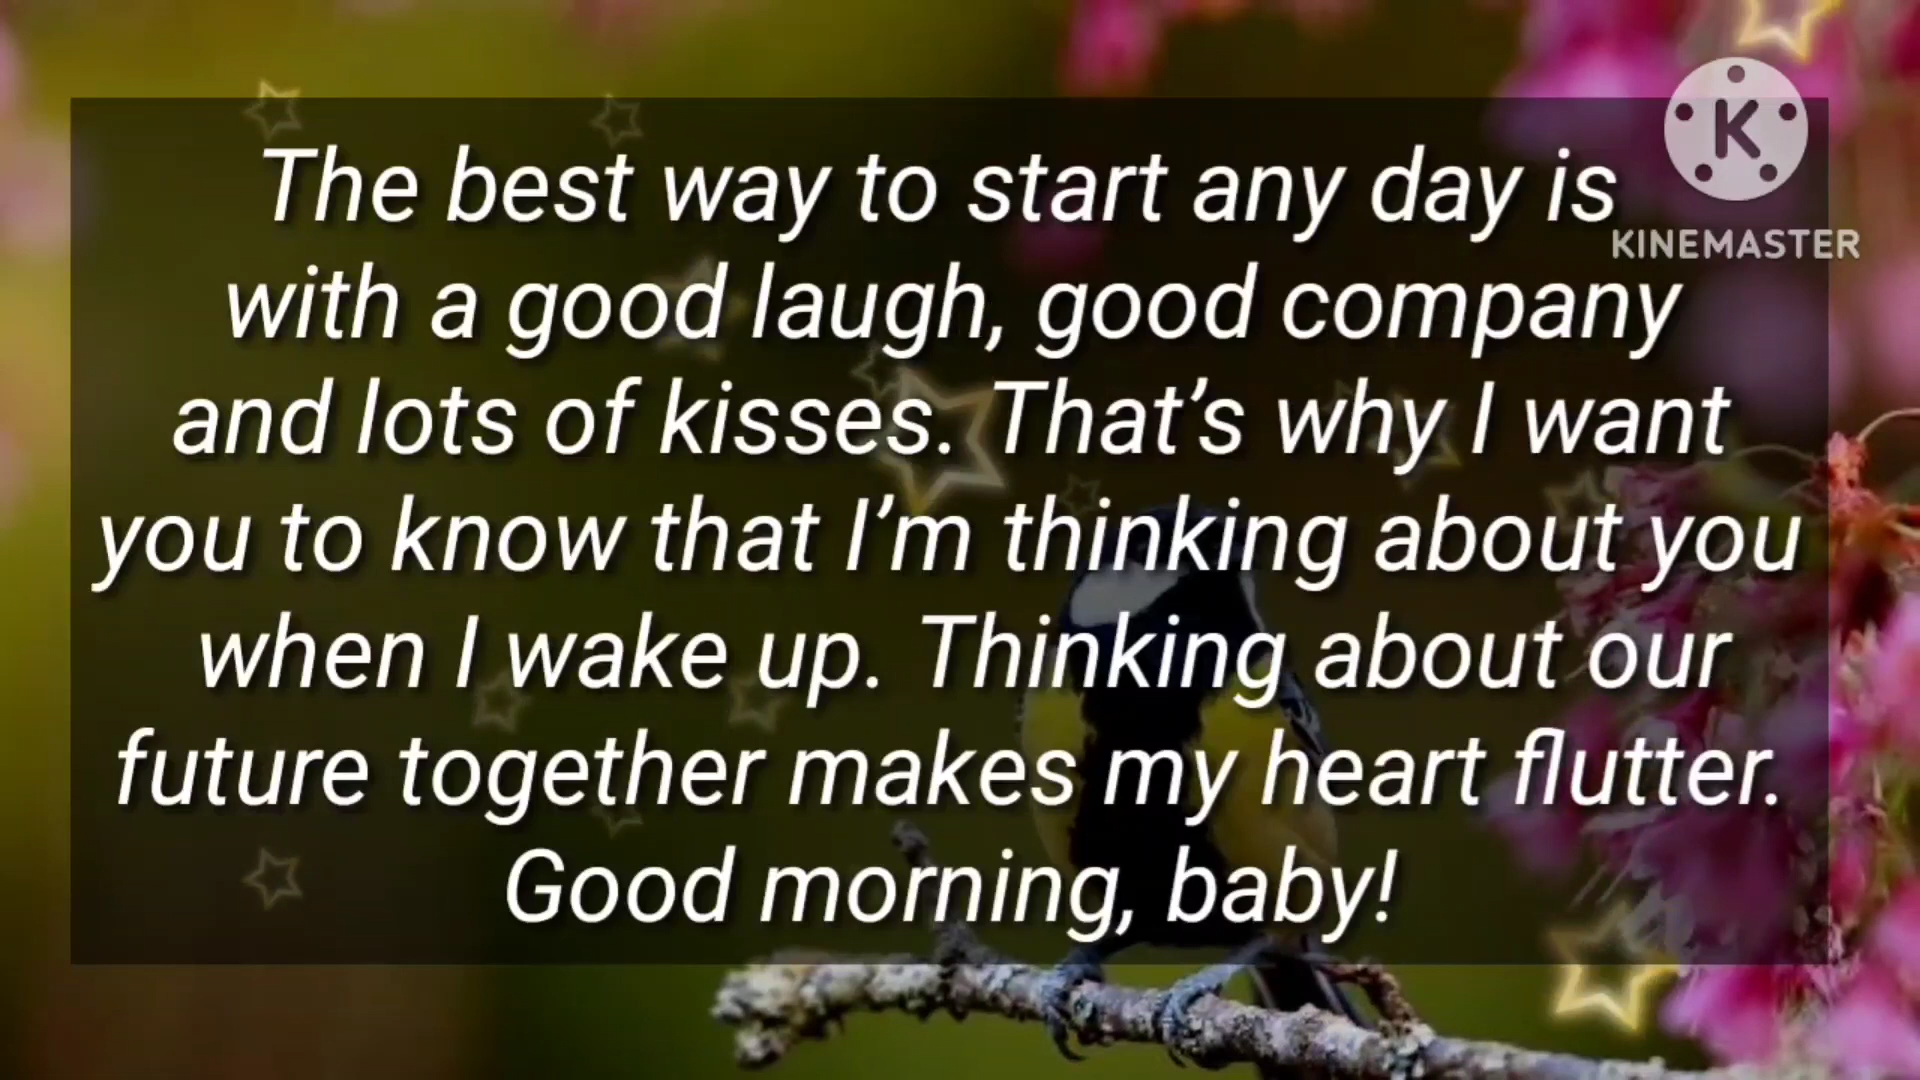 The best way to start any day is
with a good laugh, good company
and lots of kisses. That’s why I want
you to know that I’m thinking about you
when I wake up. Thinking about our
future together makes my heart flutter.
Good morning, baby!
K
KINEMASTER